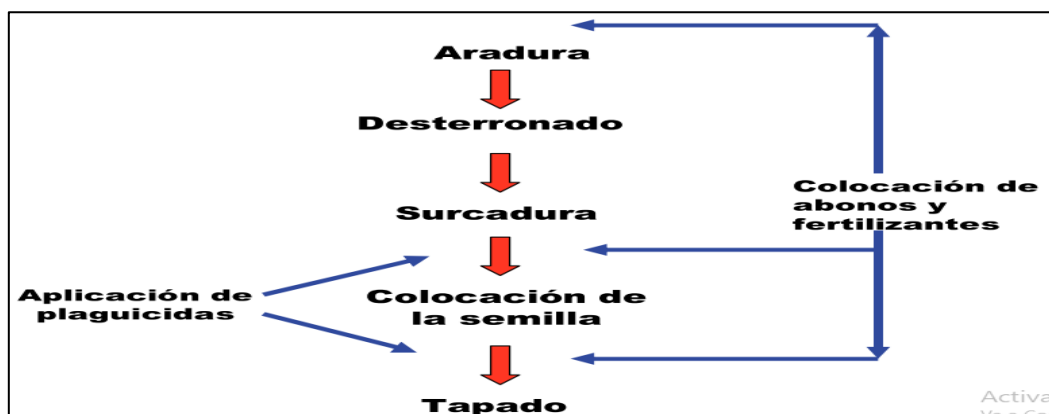 Aradura
Desterronado
Surcadura
Colocación de
abonos y
fertilizantes
Aplicación de
plaguicidas
Colocación de
la semilla
Tapado
Activa